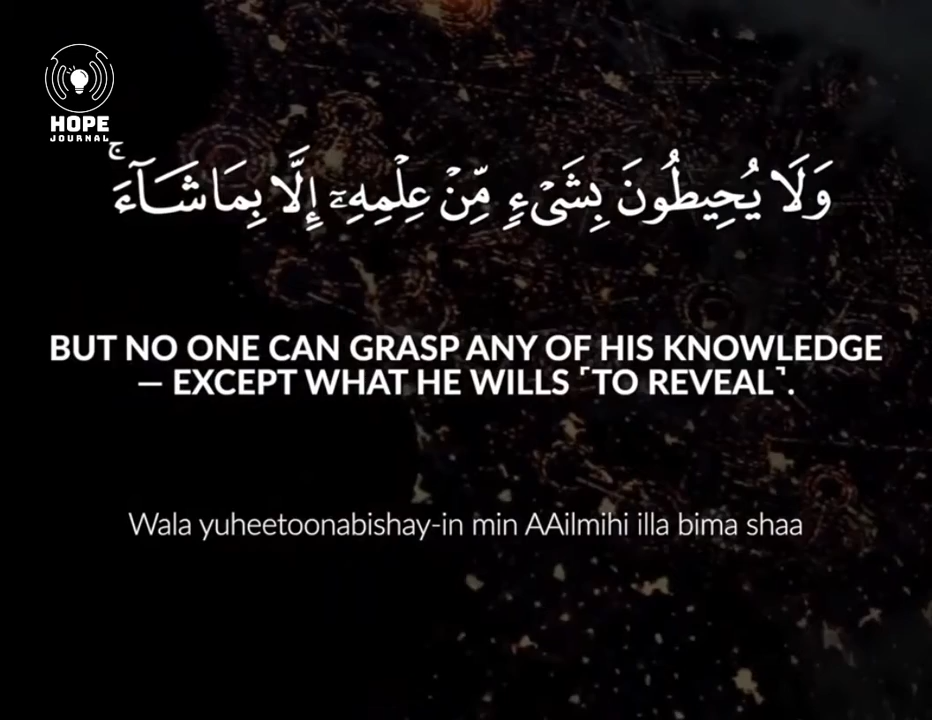 HOPE
JOURNAL
وَلَا يُحِيطُونَ بِشَىْءٍ مِّنْ عِلْمِهِۦٓ إِلَّا بِمَا شَآءَ ۚ
BUT NO ONE CAN GRASP ANY OF HIS KNOWLEDGE
— EXCEPT WHAT HE WILLS ˹TO REVEAL˺.
Wala yuheetoonabishay-in min AAilmihi illa bima shaa